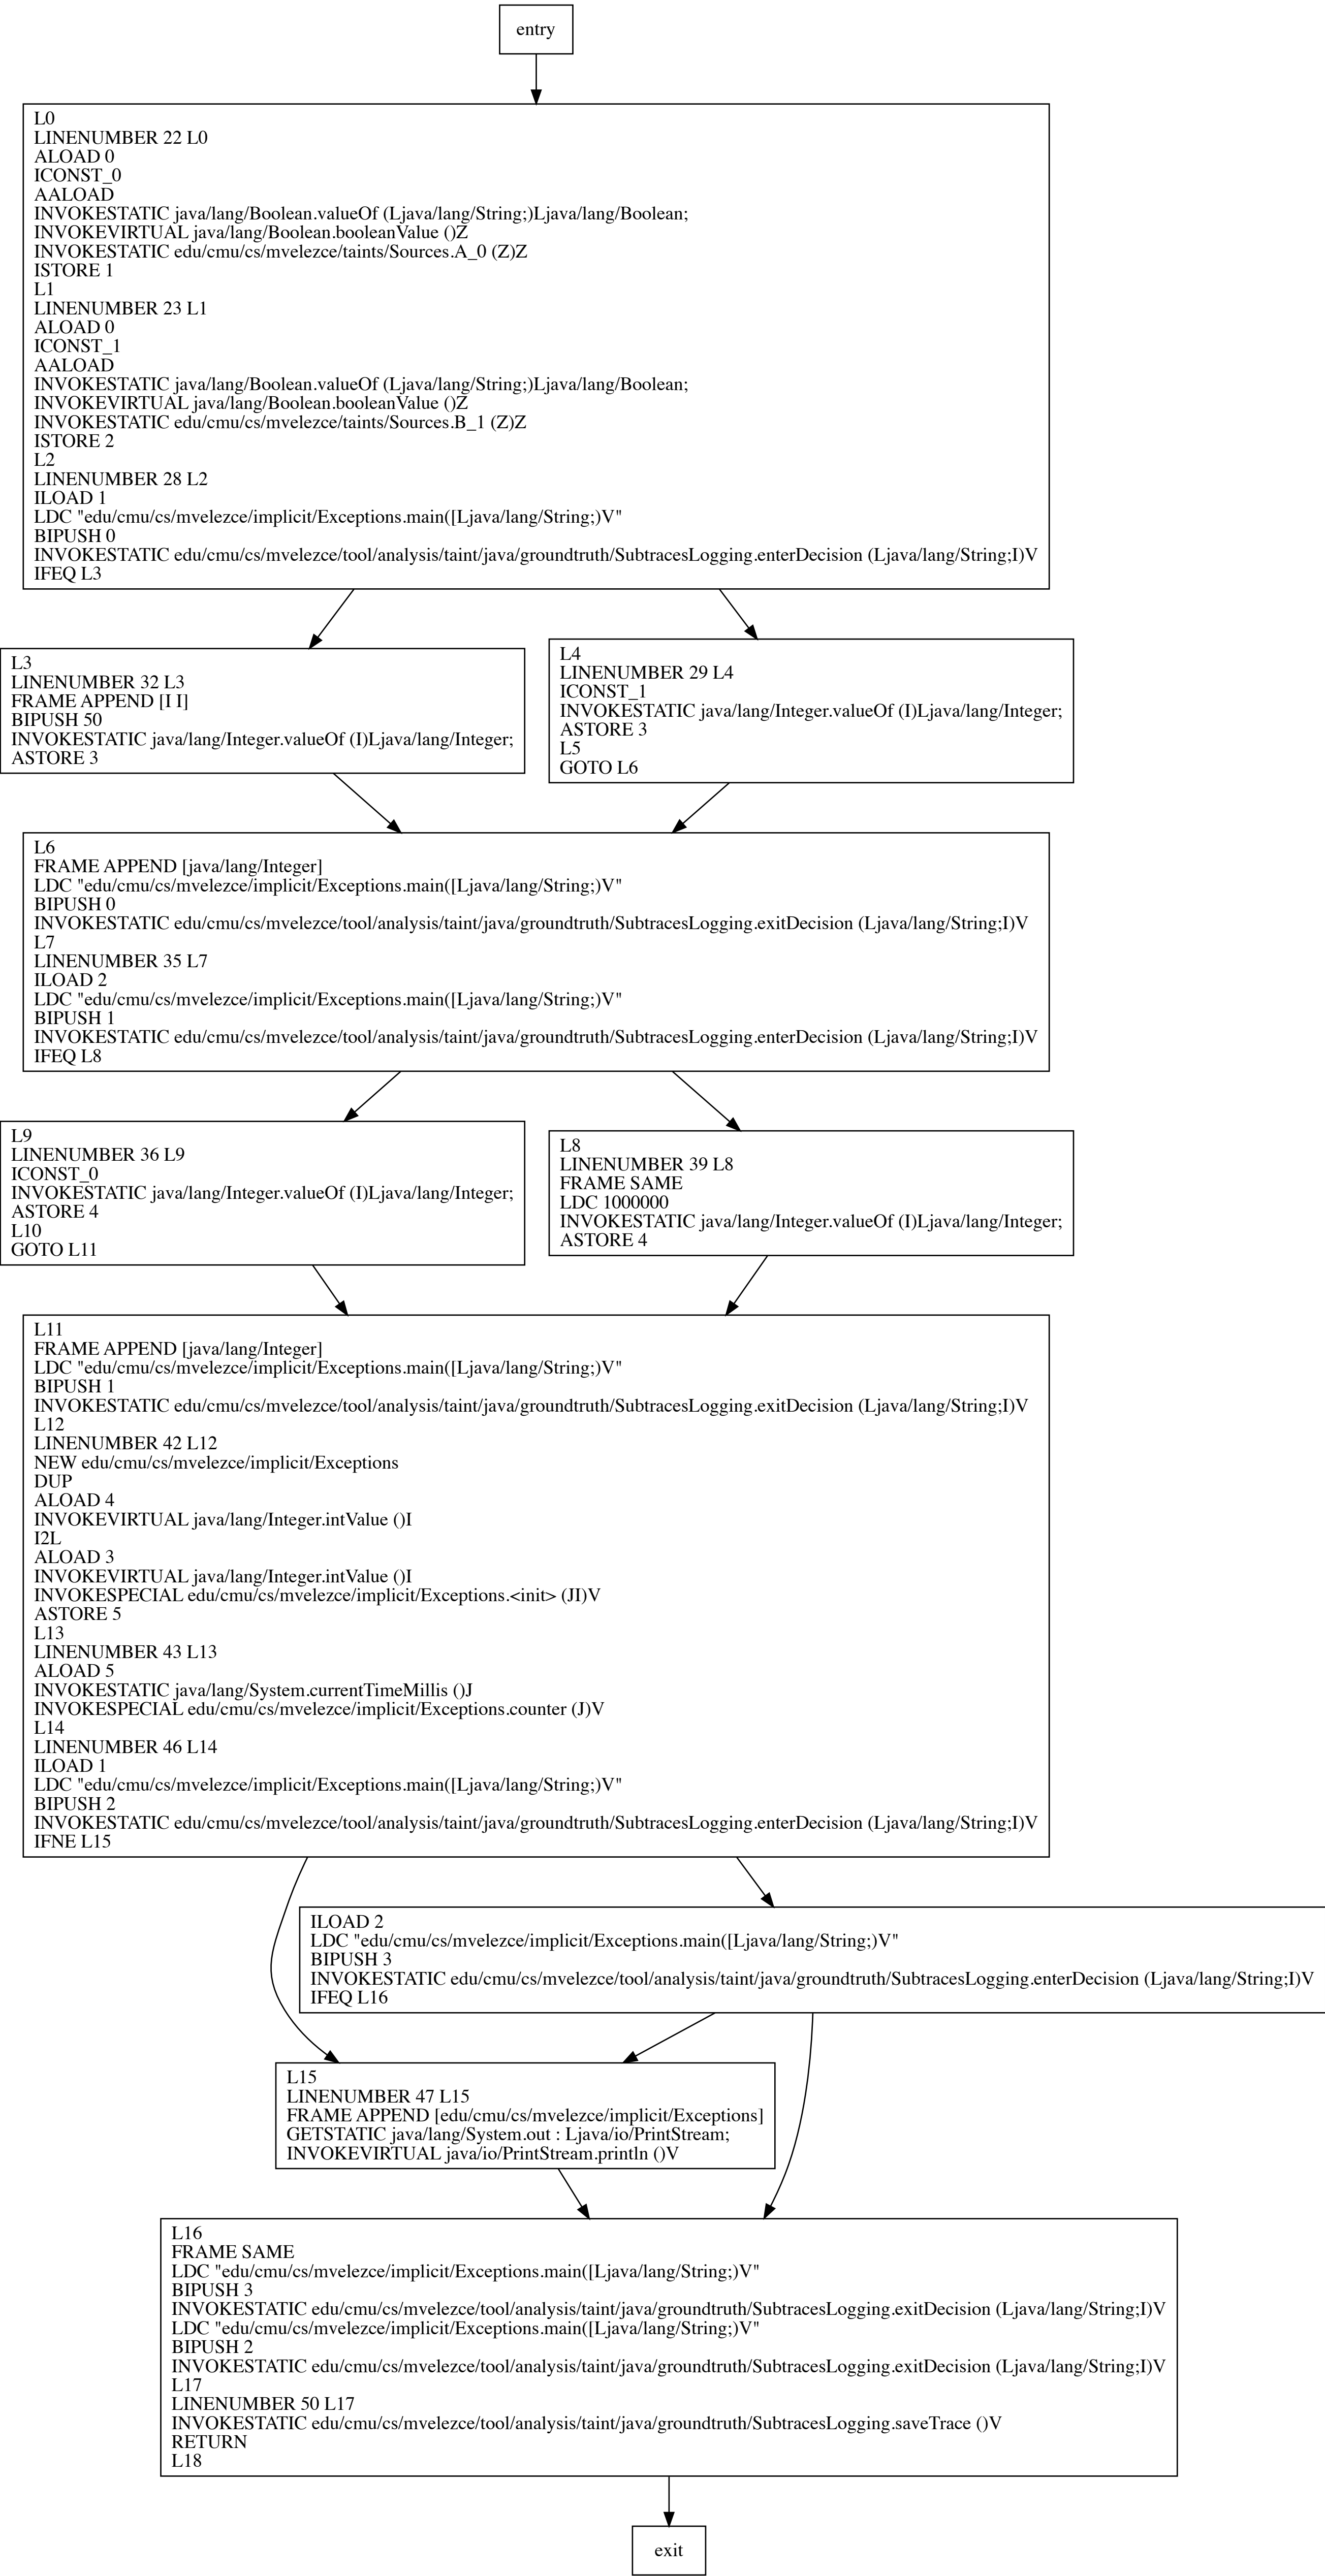 entry
L0
LINENUMBER 22 L0
ALOAD 0
ICONST_0
AALOAD
INVOKESTATIC java/lang/Boolean.valueOf (Ljava/lang/String;)Ljava/lang/Boolean;
INVOKEVIRTUAL java/lang/Boolean.booleanValue ()Z
INVOKESTATIC edu/cmu/cs/mvelezce/taints/Sources.A_0 (Z)Z
ISTORE 1
L1
LINENUMBER 23 L1
ALOAD 0
ICONST_1
AALOAD
INVOKESTATIC java/lang/Boolean.valueOf (Ljava/lang/String;)Ljava/lang/Boolean;
INVOKEVIRTUAL java/lang/Boolean.booleanValue ()Z
INVOKESTATIC edu/cmu/cs/mvelezce/taints/Sources.B_1 (Z)Z
ISTORE 2
L2
LINENUMBER 28 L2
ILOAD 1
LDC "edu/cmu/cs/mvelezce/implicit/Exceptions.main([Ljava/lang/String;)V"
BIPUSH 0
INVOKESTATIC edu/cmu/cs/mvelezce/tool/analysis/taint/java/groundtruth/SubtracesLogging.enterDecision (Ljava/lang/String;I)V
IFEQ L3
L3
LINENUMBER 32 L3
FRAME APPEND [I I]
BIPUSH 50
INVOKESTATIC java/lang/Integer.valueOf (I)Ljava/lang/Integer;
ASTORE 3
L4
LINENUMBER 29 L4
ICONST_1
INVOKESTATIC java/lang/Integer.valueOf (I)Ljava/lang/Integer;
ASTORE 3
L5
GOTO L6
L6
FRAME APPEND [java/lang/Integer]
LDC "edu/cmu/cs/mvelezce/implicit/Exceptions.main([Ljava/lang/String;)V"
BIPUSH 0
INVOKESTATIC edu/cmu/cs/mvelezce/tool/analysis/taint/java/groundtruth/SubtracesLogging.exitDecision (Ljava/lang/String;I)V
L7
LINENUMBER 35 L7
ILOAD 2
LDC "edu/cmu/cs/mvelezce/implicit/Exceptions.main([Ljava/lang/String;)V"
BIPUSH 1
INVOKESTATIC edu/cmu/cs/mvelezce/tool/analysis/taint/java/groundtruth/SubtracesLogging.enterDecision (Ljava/lang/String;I)V
IFEQ L8
L9
LINENUMBER 36 L9
ICONST_0
INVOKESTATIC java/lang/Integer.valueOf (I)Ljava/lang/Integer;
ASTORE 4
L10
GOTO L11
L8
LINENUMBER 39 L8
FRAME SAME
LDC 1000000
INVOKESTATIC java/lang/Integer.valueOf (I)Ljava/lang/Integer;
ASTORE 4
L11
FRAME APPEND [java/lang/Integer]
LDC "edu/cmu/cs/mvelezce/implicit/Exceptions.main([Ljava/lang/String;)V"
BIPUSH 1
INVOKESTATIC edu/cmu/cs/mvelezce/tool/analysis/taint/java/groundtruth/SubtracesLogging.exitDecision (Ljava/lang/String;I)V
L12
LINENUMBER 42 L12
NEW edu/cmu/cs/mvelezce/implicit/Exceptions
DUP
ALOAD 4
INVOKEVIRTUAL java/lang/Integer.intValue ()I
I2L
ALOAD 3
INVOKEVIRTUAL java/lang/Integer.intValue ()I
INVOKESPECIAL edu/cmu/cs/mvelezce/implicit/Exceptions.<init> (JI)V
ASTORE 5
L13
LINENUMBER 43 L13
ALOAD 5
INVOKESTATIC java/lang/System.currentTimeMillis ()J
INVOKESPECIAL edu/cmu/cs/mvelezce/implicit/Exceptions.counter (J)V
L14
LINENUMBER 46 L14
ILOAD 1
LDC "edu/cmu/cs/mvelezce/implicit/Exceptions.main([Ljava/lang/String;)V"
BIPUSH 2
INVOKESTATIC edu/cmu/cs/mvelezce/tool/analysis/taint/java/groundtruth/SubtracesLogging.enterDecision (Ljava/lang/String;I)V
IFNE L15
ILOAD 2
LDC "edu/cmu/cs/mvelezce/implicit/Exceptions.main([Ljava/lang/String;)V"
BIPUSH 3
INVOKESTATIC edu/cmu/cs/mvelezce/tool/analysis/taint/java/groundtruth/SubtracesLogging.enterDecision (Ljava/lang/String;I)V
IFEQ L16
L15
LINENUMBER 47 L15
FRAME APPEND [edu/cmu/cs/mvelezce/implicit/Exceptions]
GETSTATIC java/lang/System.out : Ljava/io/PrintStream;
INVOKEVIRTUAL java/io/PrintStream.println ()V
L16
FRAME SAME
LDC "edu/cmu/cs/mvelezce/implicit/Exceptions.main([Ljava/lang/String;)V"
BIPUSH 3
INVOKESTATIC edu/cmu/cs/mvelezce/tool/analysis/taint/java/groundtruth/SubtracesLogging.exitDecision (Ljava/lang/String;I)V
LDC "edu/cmu/cs/mvelezce/implicit/Exceptions.main([Ljava/lang/String;)V"
BIPUSH 2
INVOKESTATIC edu/cmu/cs/mvelezce/tool/analysis/taint/java/groundtruth/SubtracesLogging.exitDecision (Ljava/lang/String;I)V
L17
LINENUMBER 50 L17
INVOKESTATIC edu/cmu/cs/mvelezce/tool/analysis/taint/java/groundtruth/SubtracesLogging.saveTrace ()V
RETURN
L18
exit